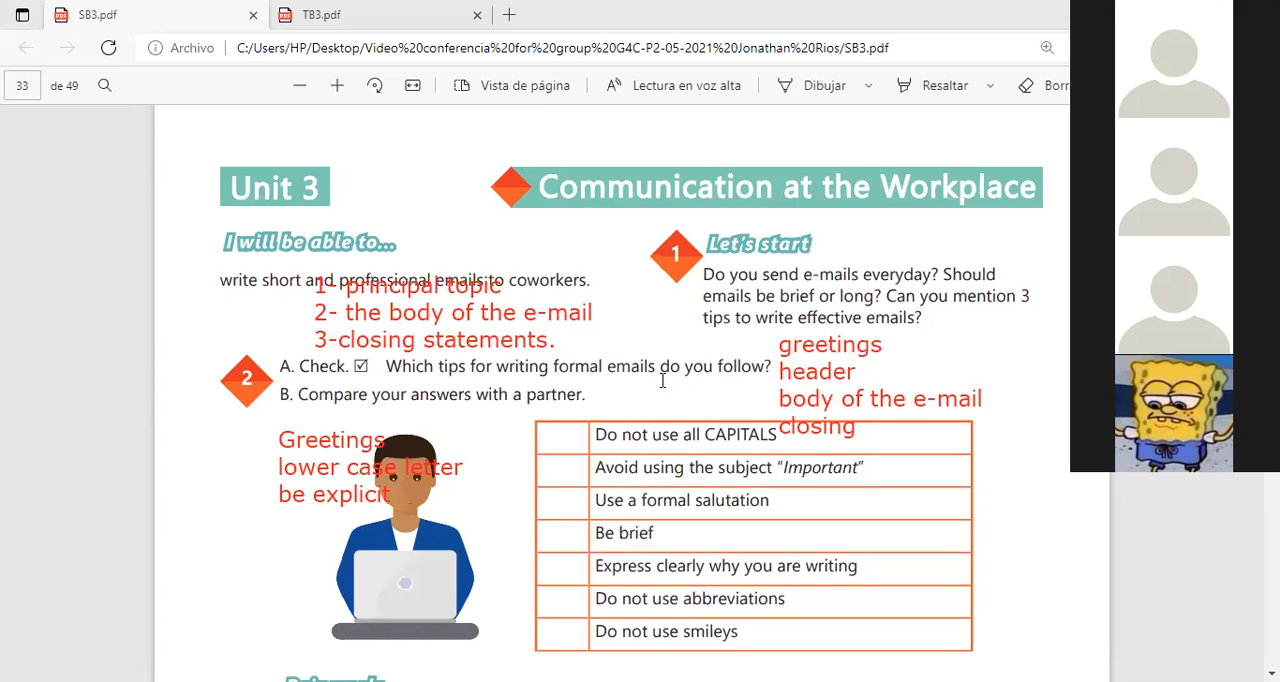 SB3.pdf
TB3.pdf
Archivo
C:/Users/HP/Desktop/Video%20conferencia%20for%20group%20G4C-P2-05-2021%20Jonathan%20Rios/SB3.pdf
33
de 49
Vista de página
Lectura en voz alta
Dibujar
Resaltar
Borr
Unit 3
Communication at the Workplace
I will be able to...
write short and professional emails to coworkers.
1- principal topic
2- the body of the e-mail
3-closing statements.
1
Let's start
Do you send e-mails everyday? Should
emails be brief or long? Can you mention 3
tips to write effective emails?
greetings
header
body of the e-mail
closing
2
A. Check. ☑ Which tips for writing formal emails do you follow?
B. Compare your answers with a partner.
Greetings
lower case letter
be explicit
Do not use all CAPITALS
Avoid using the subject “Important”
Use a formal salutation
Be brief
Express clearly why you are writing
Do not use abbreviations
Do not use smileys